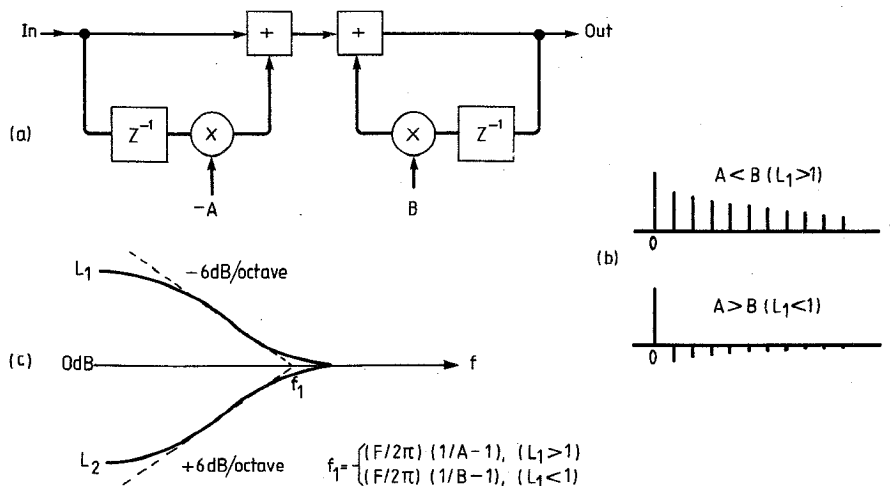 In
+
+
Out
(a)
Z⁻¹
×
×
Z⁻¹
-A
B
A < B (L₁>1)
0
(b)
A > B (L₁<1)
0
L₁
-6dB/octave
(c)
0dB
f
f₁
L₂
+6dB/octave
f₁= (F/2π) (1/A-1), (L₁>1)
(F/2π) (1/B-1), (L₁<1)